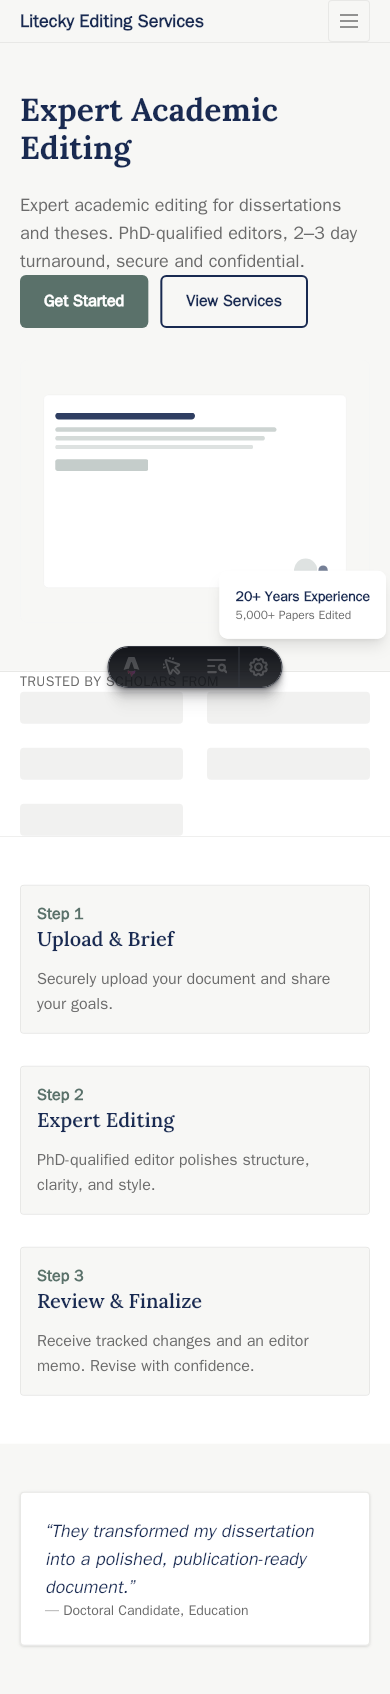 Litecky Editing Services
Expert Academic
Editing
Expert academic editing for dissertations
and theses. PhD-qualified editors, 2–3 day
turnaround, secure and confidential.
Get Started
View Services
20+ Years Experience
5,000+ Papers Edited
TRUSTED BY SCHOLARS FROM
Step 1
Upload & Brief
Securely upload your document and share
your goals.
Step 2
Expert Editing
PhD-qualified editor polishes structure,
clarity, and style.
Step 3
Review & Finalize
Receive tracked changes and an editor
memo. Revise with confidence.
“They transformed my dissertation
into a polished, publication-ready
document.”
— Doctoral Candidate, Education